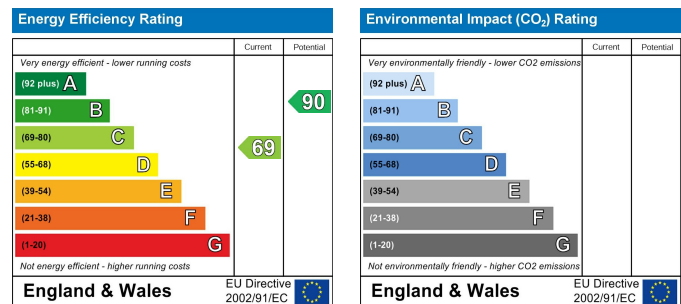 Energy Efficiency Rating
Current Potential
Very energy efficient - lower running costs
(92 plus) A
(81-91) B
90
(69-80) C
69
(55-68) D
(39-54) E
(21-38) F
(1-20) G
Not energy efficient - higher running costs
England & Wales
EU Directive
2002/91/EC
Environmental Impact (CO₂) Rating
Current Potential
Very environmentally friendly - lower CO2 emissions
(92 plus) A
(81-91) B
(69-80) C
(55-68) D
(39-54) E
(21-38) F
(1-20) G
Not environmentally friendly - higher CO2 emissions
England & Wales
EU Directive
2002/91/EC